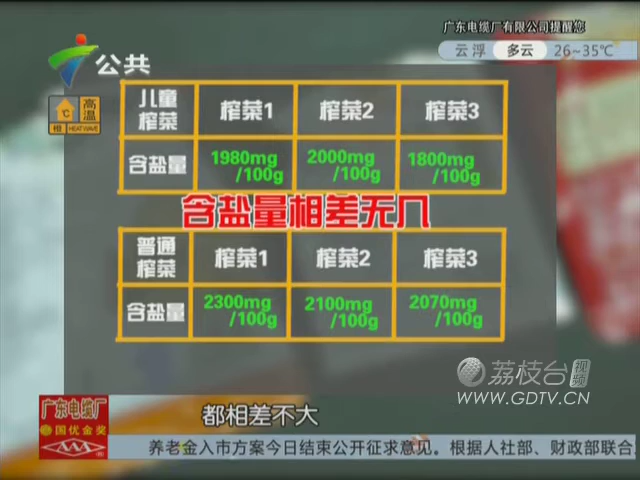 广东电缆厂有限公司提醒您
公共
云浮 多云 26~35℃
℃ 高温
橙 HEAT WAVE
儿童榨菜 榨菜1 榨菜2 榨菜3
含盐量 1980mg/100g 2000mg/100g 1800mg/100g
含盐量相差无几
普通榨菜 榨菜1 榨菜2 榨菜3
含盐量 2300mg/100g 2100mg/100g 2070mg/100g
荔枝台 视频
WWW.GDTV.CN
广东电缆厂
国优金奖
AAA
都相差不大
养老金入市方案今日结束公开征求意见。根据人社部、财政部联合